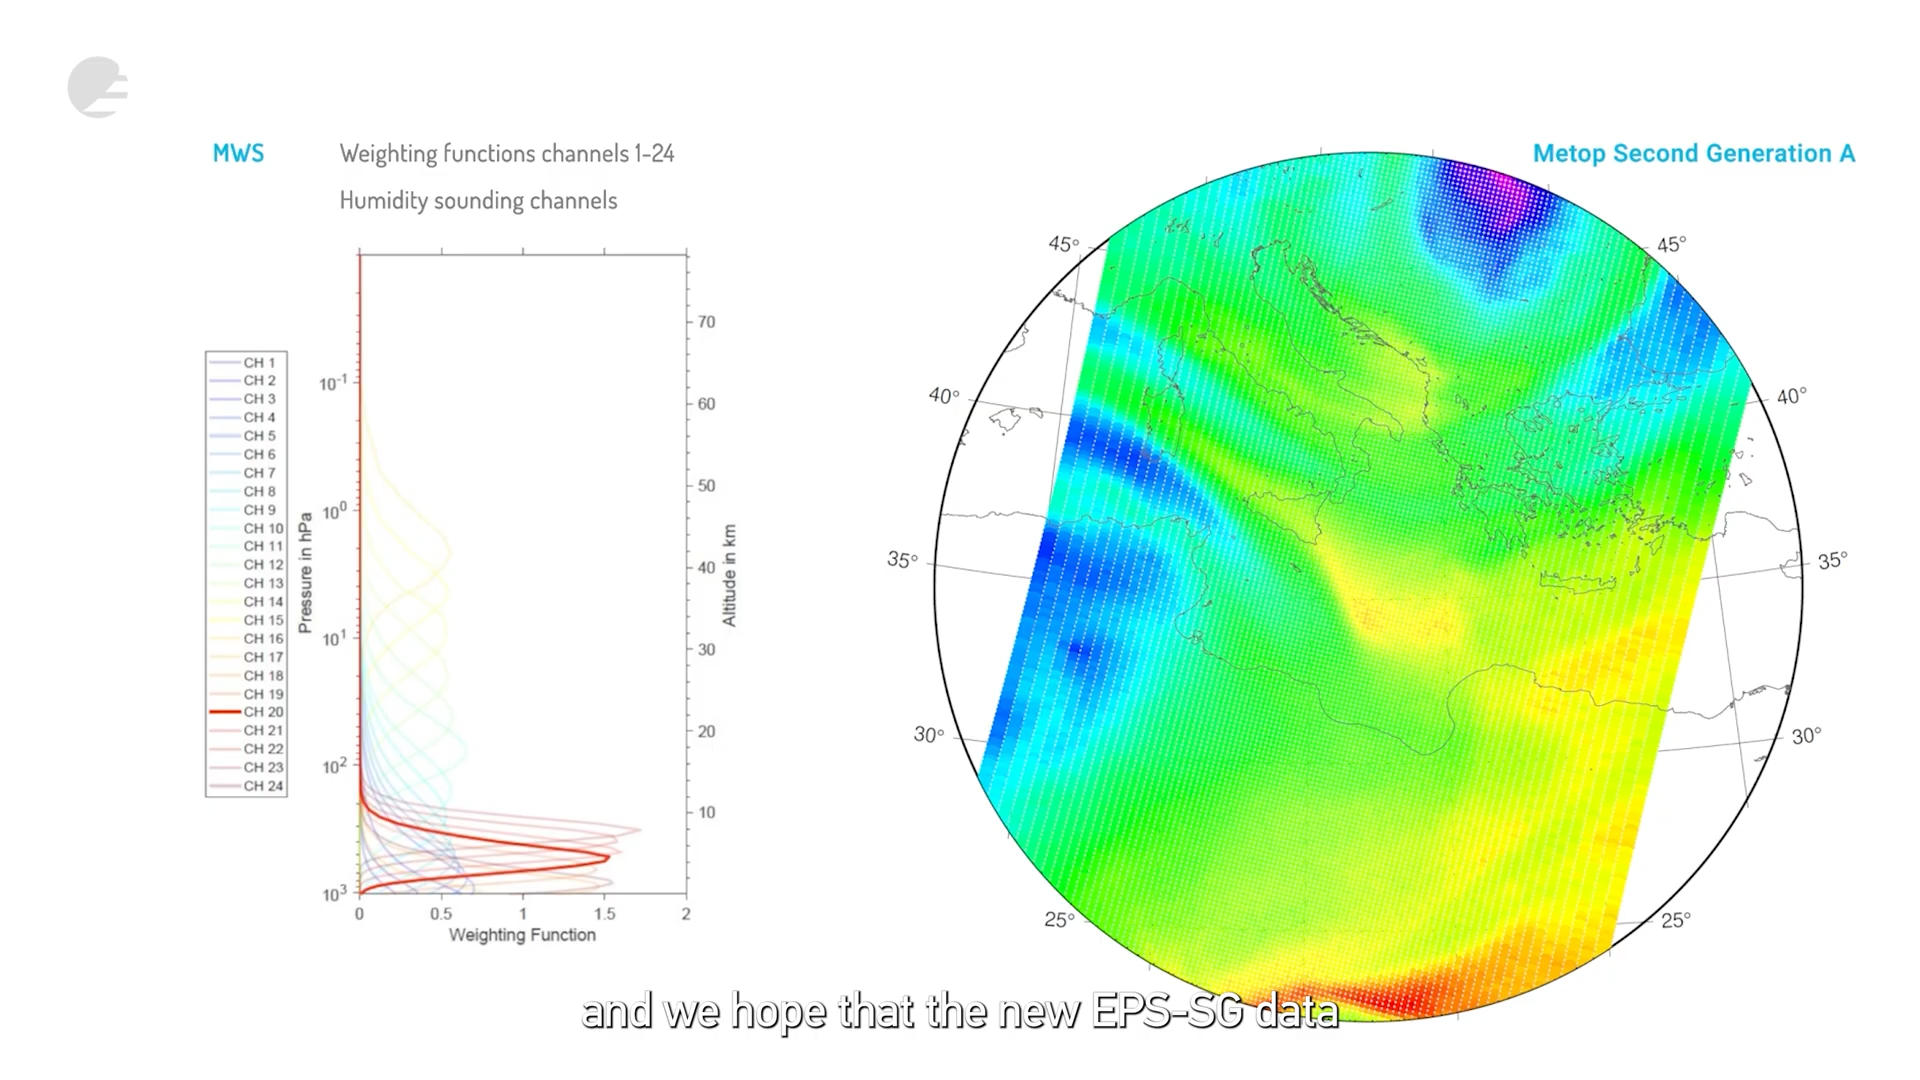 MWS
Weighting functions channels 1-24
Humidity sounding channels
Metop Second Generation A
CH 1
CH 2
CH 3
CH 4
CH 5
CH 6
CH 7
CH 8
CH 9
CH 10
CH 11
CH 12
CH 13
CH 14
CH 15
CH 16
CH 17
CH 18
CH 19
CH 20
CH 21
CH 22
CH 23
CH 24
Pressure in hPa
10⁻¹
10⁰
10¹
10²
10³
0 0.5 1 1.5 2
Weighting Function
70
60
50
40
30
20
10
Altitude in km
45° 45°
40° 40°
35° 35°
30° 30°
25° 25°
and we hope that the new EPS-SG data